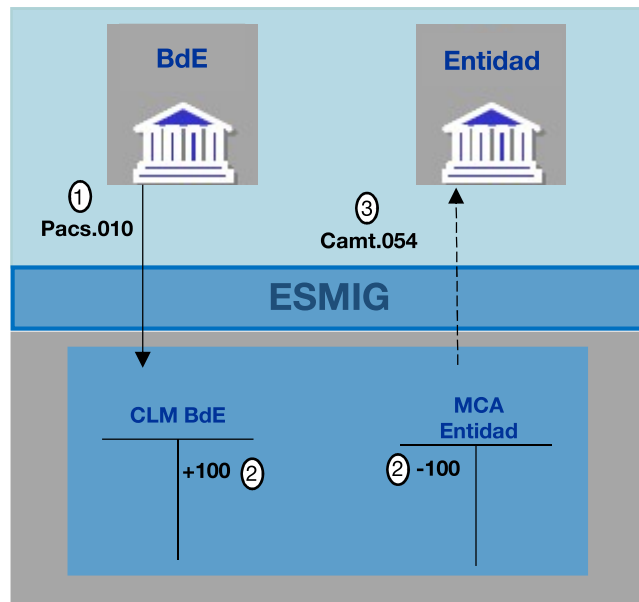 BdE
Entidad
1
Pacs.010
3
Camt.054
ESMIG
CLM BdE
MCA
Entidad
+100 2
2 -100